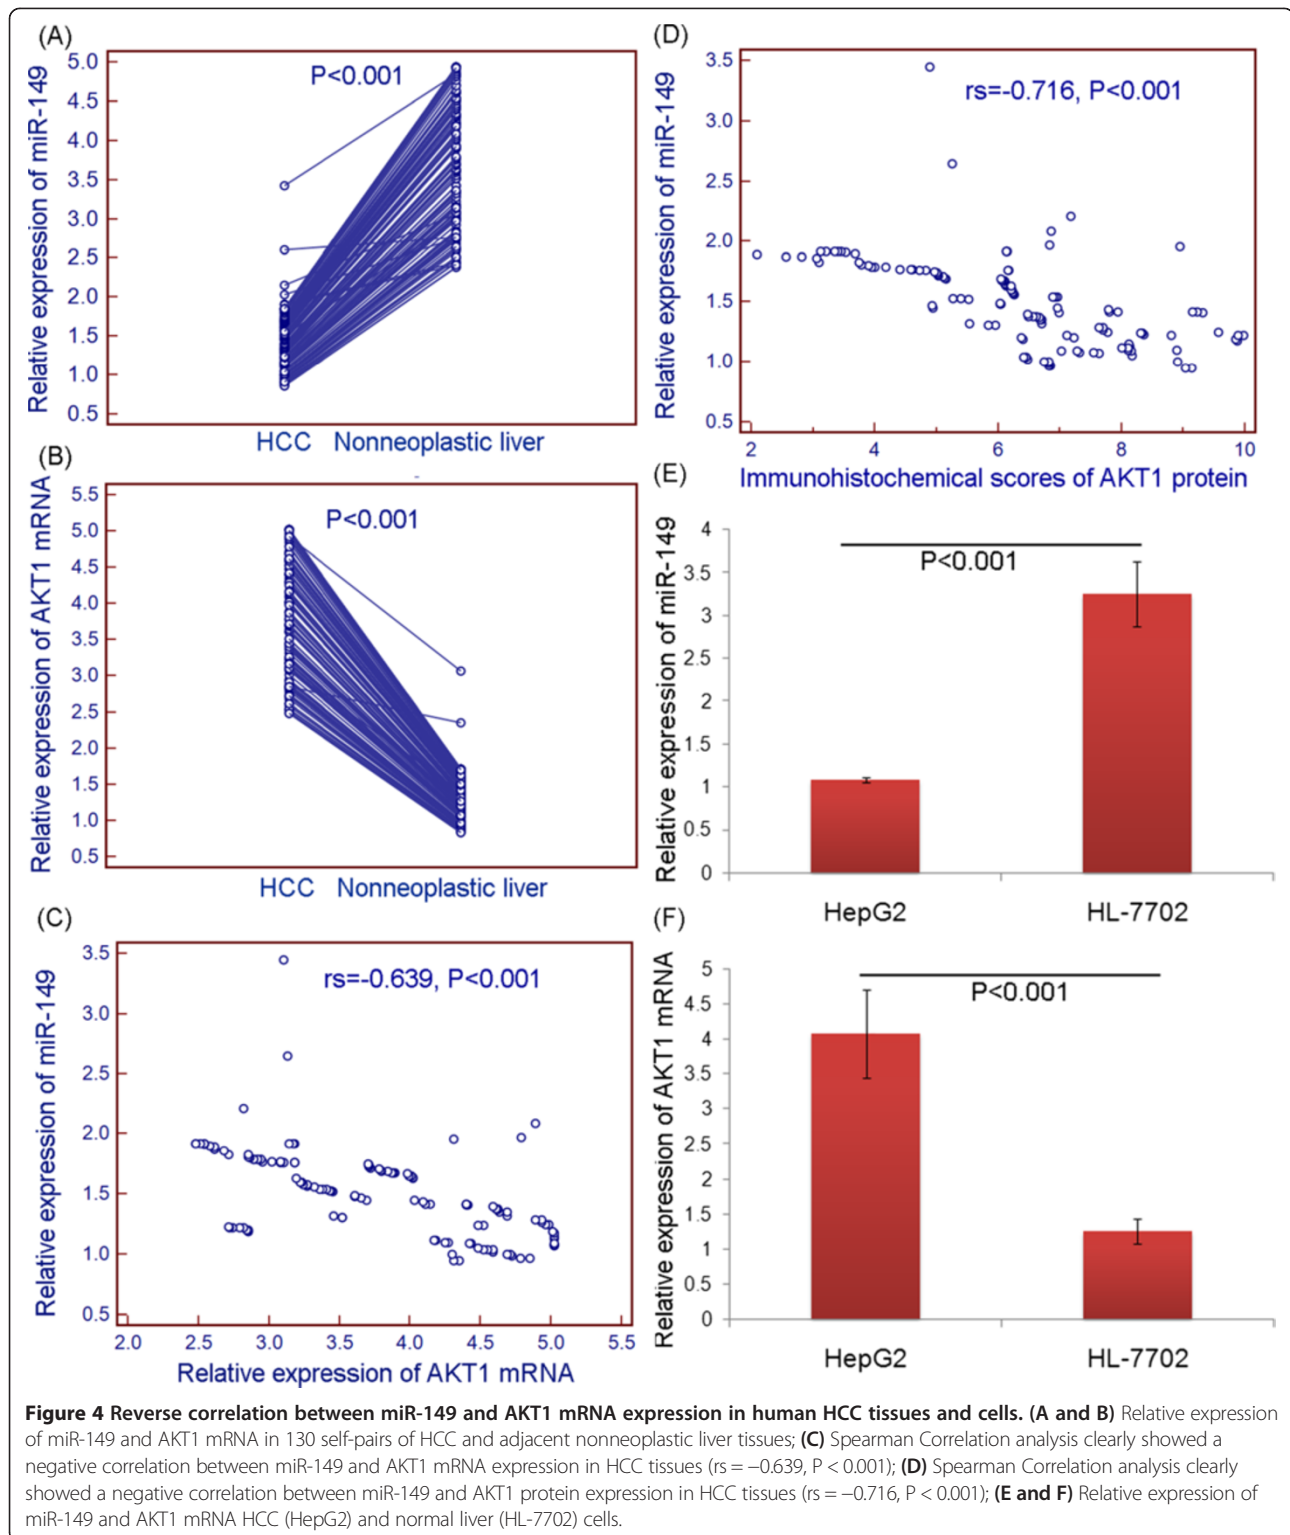 (A)
Relative expression of miR-149
5.0
4.5
4.0
3.5
3.0
2.5
2.0
1.5
1.0
0.5
P<0.001
HCC Nonneoplastic liver
(B)
Relative expression of AKT1 mRNA
5.5
5.0
4.5
4.0
3.5
3.0
2.5
2.0
1.5
1.0
0.5
P<0.001
HCC Nonneoplastic liver
(C)
Relative expression of miR-149
3.5
3.0
2.5
2.0
1.5
1.0
0.5
rs=-0.639, P<0.001
2.0 2.5 3.0 3.5 4.0 4.5 5.0 5.5
Relative expression of AKT1 mRNA
(D)
Relative expression of miR-149
3.5
3.0
2.5
2.0
1.5
1.0
0.5
rs=-0.716, P<0.001
2 4 6 8 10
Immunohistochemical scores of AKT1 protein
(E)
Relative expression of miR-149
4
3.5
3
2.5
2
1.5
1
0.5
0
P<0.001
HepG2 HL-7702
(F)
Relative expression of AKT1 mRNA
5
4.5
4
3.5
3
2.5
2
1.5
1
0.5
0
P<0.001
HepG2 HL-7702
Figure 4 Reverse correlation between miR-149 and AKT1 mRNA expression in human HCC tissues and cells. (A and B) Relative expression
of miR-149 and AKT1 mRNA in 130 self-pairs of HCC and adjacent nonneoplastic liver tissues; (C) Spearman Correlation analysis clearly showed a
negative correlation between miR-149 and AKT1 mRNA expression in HCC tissues (rs = −0.639, P < 0.001); (D) Spearman Correlation analysis clearly
showed a negative correlation between miR-149 and AKT1 protein expression in HCC tissues (rs = −0.716, P < 0.001); (E and F) Relative expression of
miR-149 and AKT1 mRNA HCC (HepG2) and normal liver (HL-7702) cells.